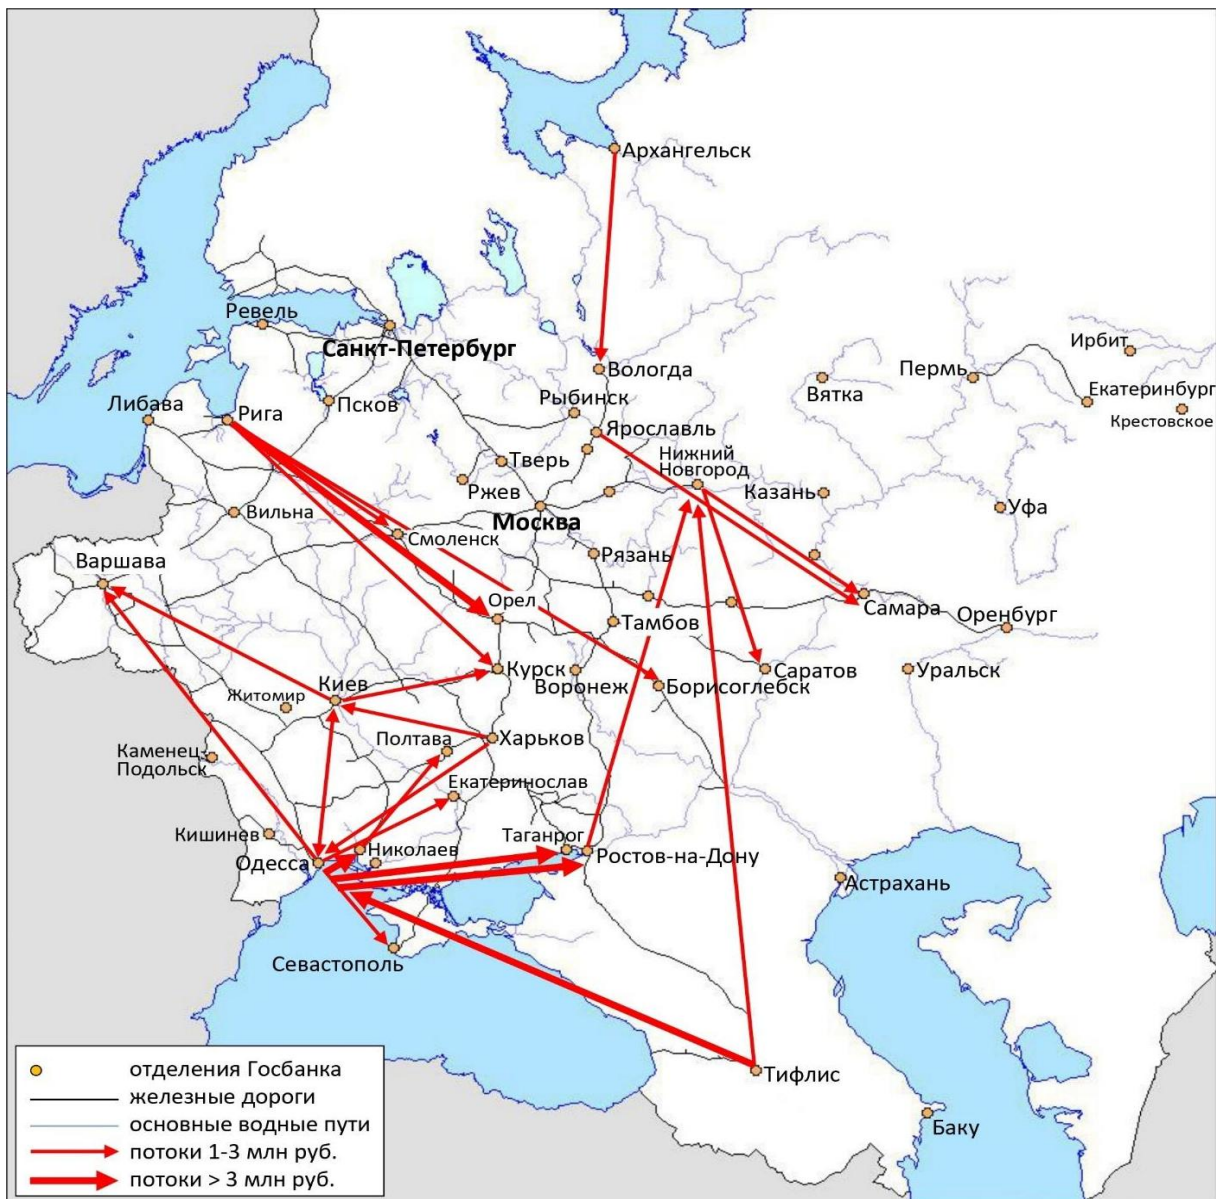 Архангельск
Ревель
Санкт-Петербург
Вологда
Ирбит
Пермь
Вятка
Екатеринбург
Крестовское
Либава
Рига
Псков
Рыбинск
Ярославль
Тверь
Нижний
Новгород
Ржев
Казань
Вильна
Москва
Уфа
Смоленск
Рязань
Варшава
Орел
Тамбов
Самара
Оренбург
Курск
Воронеж
Борисоглебск
Саратов
Уральск
Житомир
Киев
Полтава
Харьков
Каменец-
Подольск
Екатеринослав
Кишинев
Одесса
Николаев
Таганрог
Ростов-на-Дону
Астрахань
Севастополь
Тифлис
Баку
отделения Госбанка
железные дороги
основные водные пути
потоки 1-3 млн руб.
потоки > 3 млн руб.